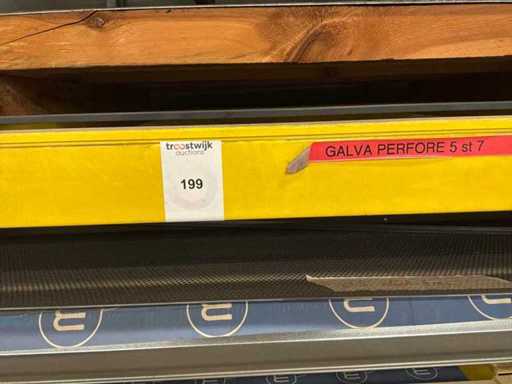 troostwijk
auctions
199
GALVA PERFORE 5 st 7